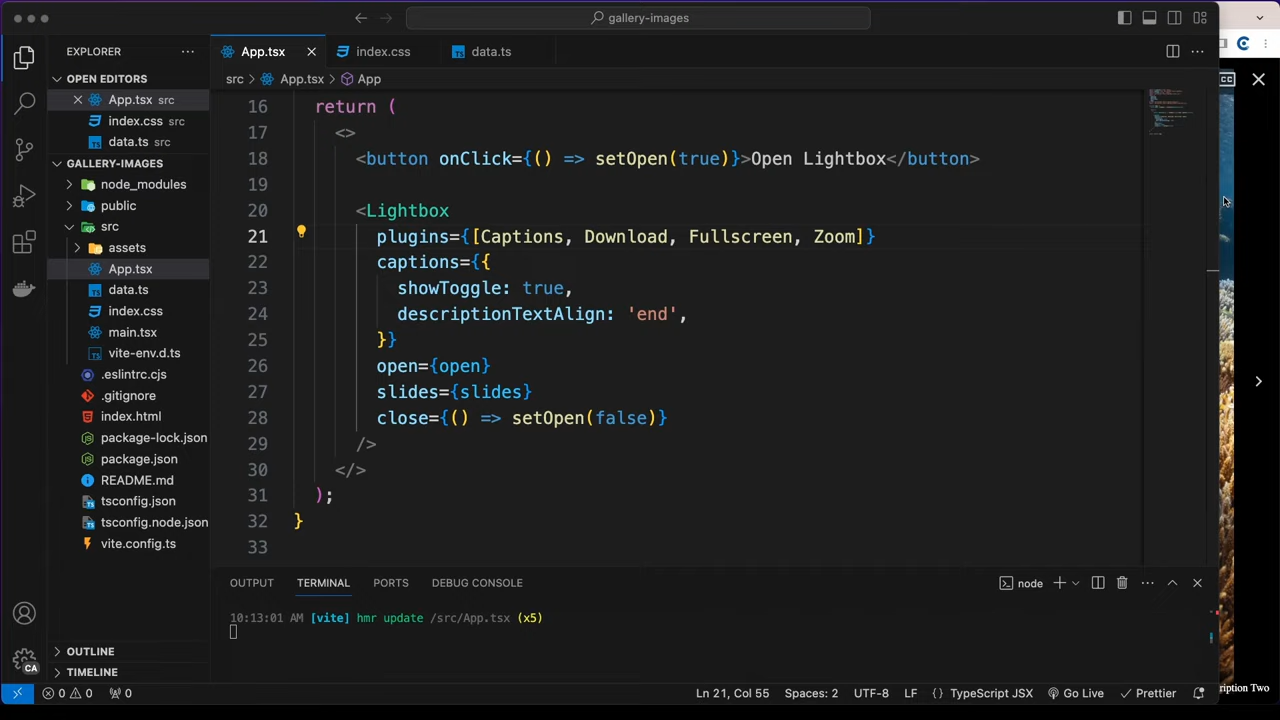 gallery-images
EXPLORER
App.tsx
index.css
data.ts
OPEN EDITORS
src > App.tsx > App
App.tsx src
index.css src
data.ts src
GALLERY-IMAGES
node_modules
public
src
assets
App.tsx
data.ts
index.css
main.tsx
vite-env.d.ts
.eslintrc.cjs
.gitignore
index.html
package-lock.json
package.json
README.md
tsconfig.json
tsconfig.node.json
vite.config.ts
OUTLINE
TIMELINE
16 return (
17 <>
18 <button onClick={() => setOpen(true)}>Open Lightbox</button>
19
20 <Lightbox
21 plugins={[Captions, Download, Fullscreen, Zoom]}
22 captions={{
23 showToggle: true,
24 descriptionTextAlign: 'end',
25 }}
26 open={open}
27 slides={slides}
28 close={() => setOpen(false)}
29 />
30 </>
31 );
32 }
33
OUTPUT
TERMINAL
PORTS
DEBUG CONSOLE
node
10:13:01 AM [vite] hmr update /src/App.tsx (x5)
CA
0 0 0
Ln 21, Col 55
Spaces: 2
UTF-8
LF
{ } TypeScript JSX
Go Live
Prettier
CC
ription Two